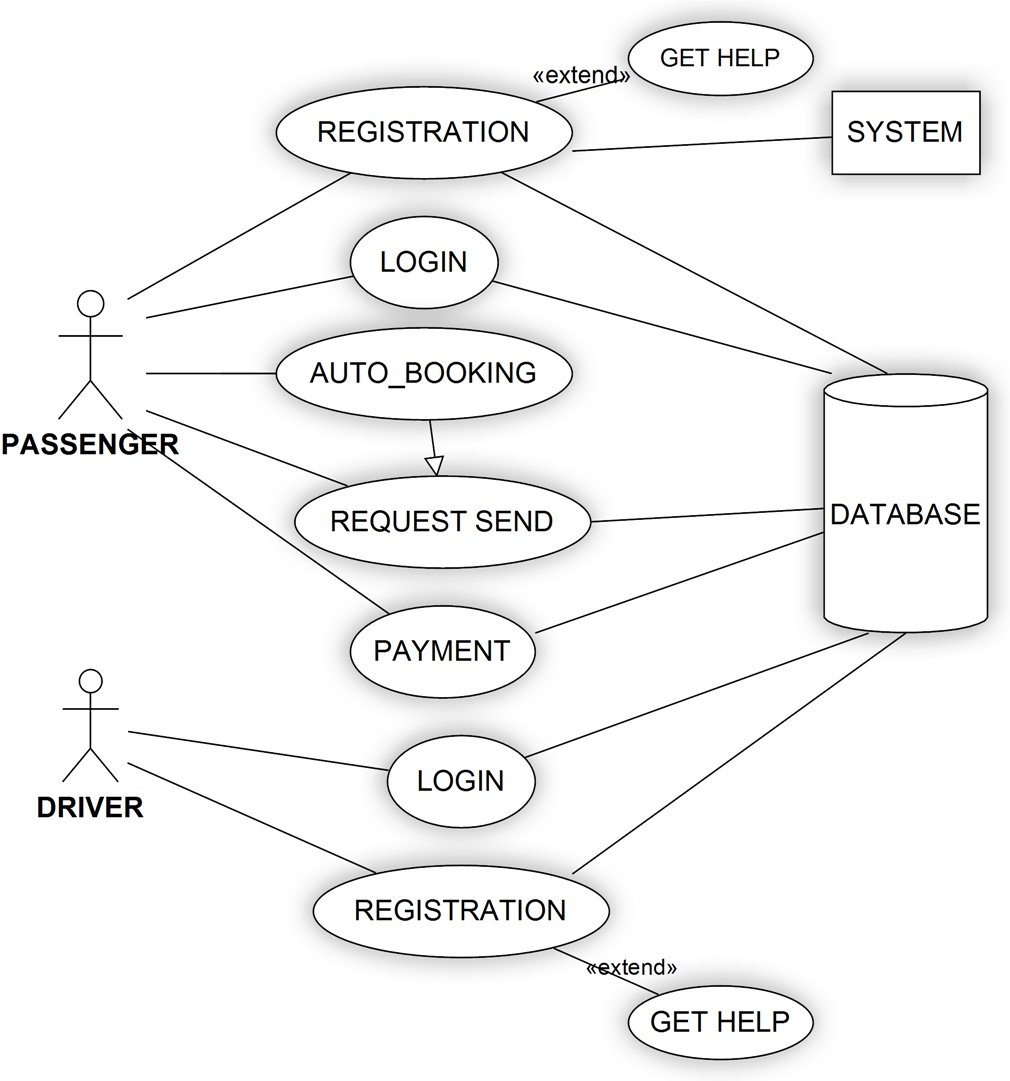 GET HELP
«extend»
REGISTRATION
SYSTEM
LOGIN
AUTO_BOOKING
PASSENGER
REQUEST SEND
DATABASE
PAYMENT
LOGIN
DRIVER
REGISTRATION
«extend»
GET HELP